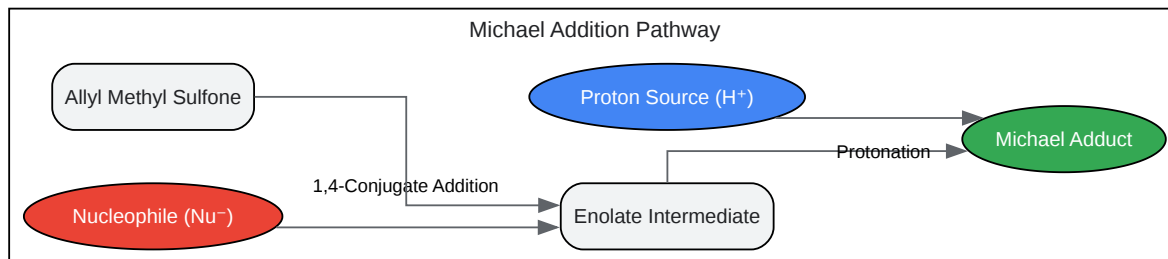 Michael Addition Pathway
Allyl Methyl Sulfone
Proton Source (H⁺)
Michael Adduct
Protonation
1,4-Conjugate Addition
Nucleophile (Nu⁻)
Enolate Intermediate